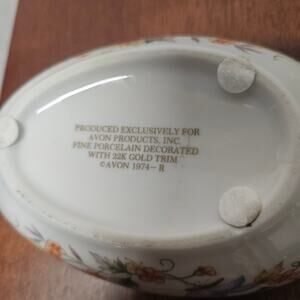 PRODUCED EXCLUSIVELY FOR
AVON PRODUCTS, INC.
FINE PORCELAIN DECORATED
WITH 22K GOLD TRIM
©AVON 1974-R